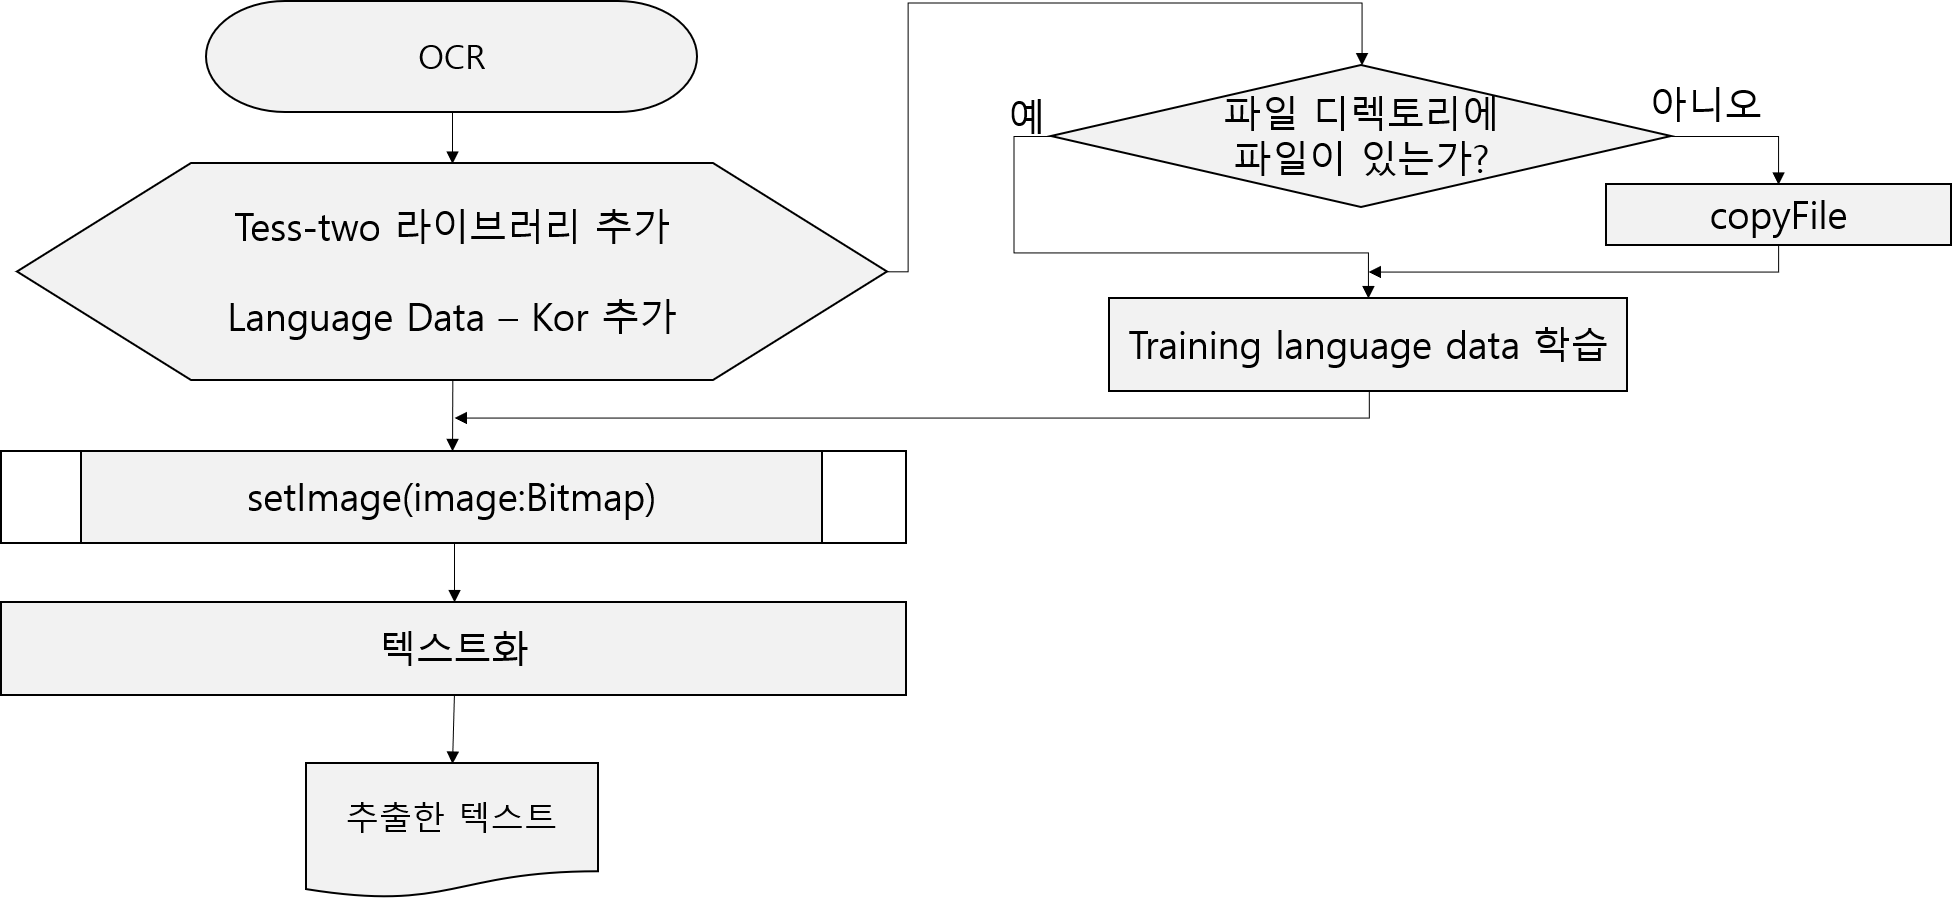 OCR
Tess-two 라이브러리 추가
Language Data – Kor 추가
setImage(image:Bitmap)
텍스트화
추출한 텍스트
파일 디렉토리에
파일이 있는가?
예
아니오
copyFile
Training language data 학습